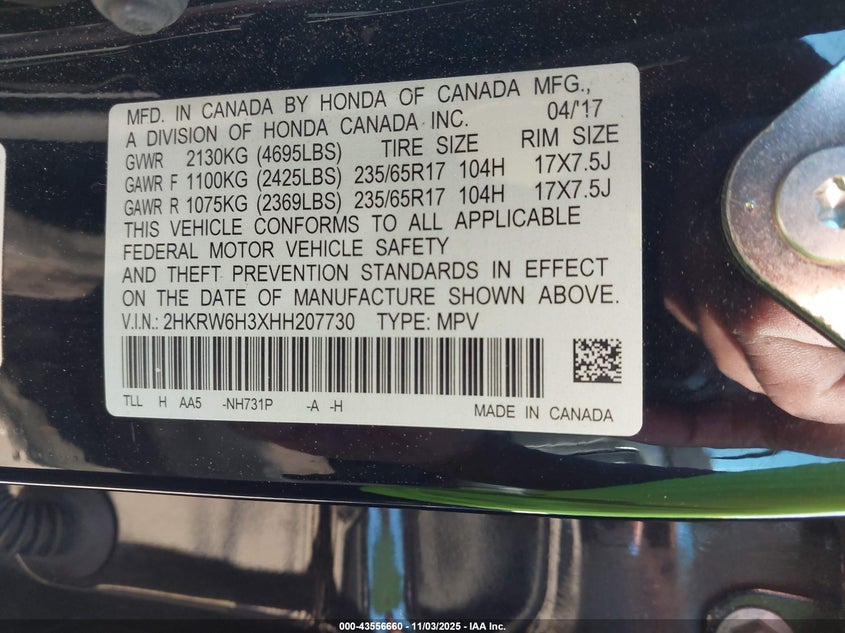 MFD. IN CANADA BY HONDA OF CANADA MFG.,
A DIVISION OF HONDA CANADA INC. 04/'17
GVWR 2130KG (4695LBS) TIRE SIZE RIM SIZE
GAWR F 1100KG (2425LBS) 235/65R17 104H 17X7.5J
GAWR R 1075KG (2369LBS) 235/65R17 104H 17X7.5J
THIS VEHICLE CONFORMS TO ALL APPLICABLE
FEDERAL MOTOR VEHICLE SAFETY
AND THEFT PREVENTION STANDARDS IN EFFECT
ON THE DATE OF MANUFACTURE SHOWN ABOVE.
V.I.N.: 2HKRW6H3XHH207730 TYPE: MPV
TLL H AA5 -NH731P -A -H
MADE IN CANADA
000-43556660 - 11/03/2025 - IAA Inc.